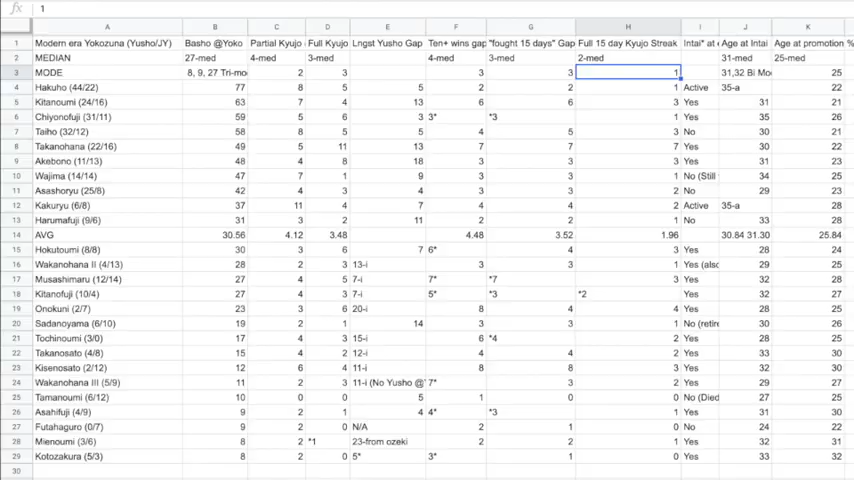 fx 1
A B C D E F G H I J K
1 Modern era Yokozuna (Yusho/JY) Basho @Yoko Partial Kyujo Full Kyujo Lngst Yusho Gap Ten+ wins gap "fought 15 days" Gap Full 15 day Kyujo Streak Intai* at Age at Intai Age at promotion %
2 MEDIAN 27-med 4-med 3-med 4-med 3-med 2-med 31-med 25-med
3 MODE 8, 9, 27 Tri-mo 2 3 3 3 1 31,32 Bi Mo 25
4 Hakuho (44/22) 77 8 5 5 2 2 1 Active 35-a 22
5 Kitanoumi (24/16) 63 7 4 13 6 6 3 Yes 31 21
6 Chiyonofuji (31/11) 59 5 6 3 3* *3 1 Yes 35 26
7 Taiho (32/12) 58 8 5 5 4 5 3 No 30 21
8 Takanohana (22/16) 49 5 11 13 7 7 7 Yes 30 22
9 Akebono (11/13) 48 4 8 18 3 3 3 Yes 31 23
10 Wajima (14/14) 47 7 1 9 3 3 1 No (Still 34 25
11 Asashoryu (25/8) 42 4 3 4 3 3 2 No 29 23
12 Kakuryu (6/8) 37 11 4 7 4 4 2 Active 35-a 28
13 Harumafuji (9/6) 31 3 2 11 2 2 1 No 33 28
14 AVG 30.56 4.12 3.48 4.48 3.52 1.96 30.84 31.30 25.84
15 Hokutoumi (8/8) 30 3 6 7 6* 4 3 Yes 28 24
16 Wakanohana II (4/13) 28 2 3 13-i 3 3 1 Yes (also 29 25
17 Musashimaru (12/14) 27 4 5 7-i 7* *7 3 Yes 32 28
18 Kitanofuji (10/4) 27 4 3 7-i 5* *3 *2 Yes 32 27
19 Onokuni (2/7) 23 3 6 20-i 8 4 4 Yes 28 25
20 Sadanoyama (6/10) 19 2 1 14 3 3 1 No (retire 30 26
21 Tochinoumi (3/0) 17 4 3 15-i 6 *4 2 Yes 28 25
22 Takanosato (4/8) 15 4 2 12-i 4 4 2 Yes 33 30
23 Kisenosato (2/12) 12 6 4 11-i 8 8 3 Yes 32 30
24 Wakanohana III (5/9) 11 2 3 11-i (No Yusho @ 7* 3 2 Yes 29 27
25 Tamanoumi (6/12) 10 0 0 5 1 0 0 No (Died 27 25
26 Asahifuji (4/9) 9 2 1 4 4* *3 1 Yes 31 30
27 Futahaguro (0/7) 9 2 0 N/A 2 1 0 No 24 22
28 Mienoumi (3/6) 8 2 *1 23-from ozeki 2 2 1 Yes 32 31
29 Kotozakura (5/3) 8 2 0 5* 3* 1 0 Yes 33 32
30